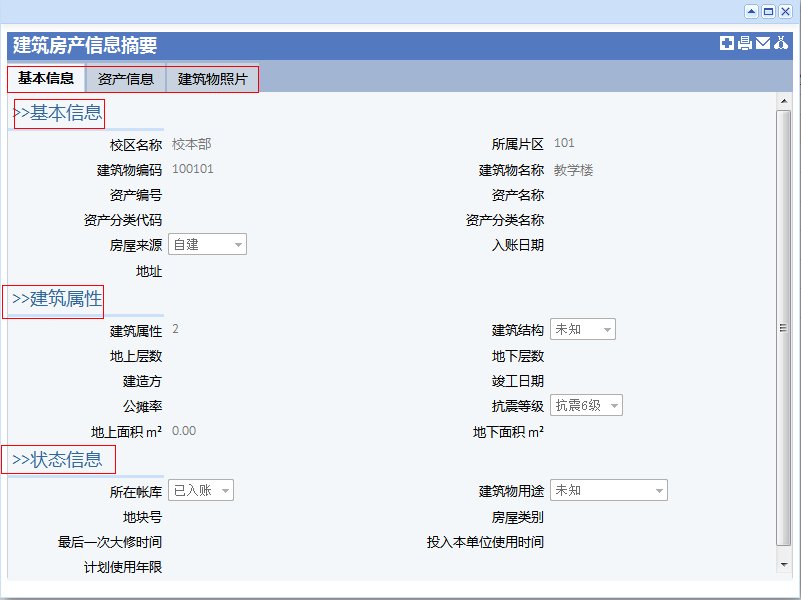 建筑房产信息摘要
基本信息 资产信息 建筑物照片
>>基本信息
校区名称 校本部 所属片区 101
建筑物编码 100101 建筑物名称 教学楼
资产编号 资产名称
资产分类代码 资产分类名称
房屋来源 自建 入账日期
地址
>>建筑属性
建筑属性 2 建筑结构 未知
地上层数 地下层数
建造方 竣工日期
公摊率 抗震等级 抗震6级
地上面积 m² 0.00 地下面积 m²
>>状态信息
所在帐库 已入账 建筑物用途 未知
地块号 房屋类别
最后一次大修时间 投入本单位使用时间
计划使用年限